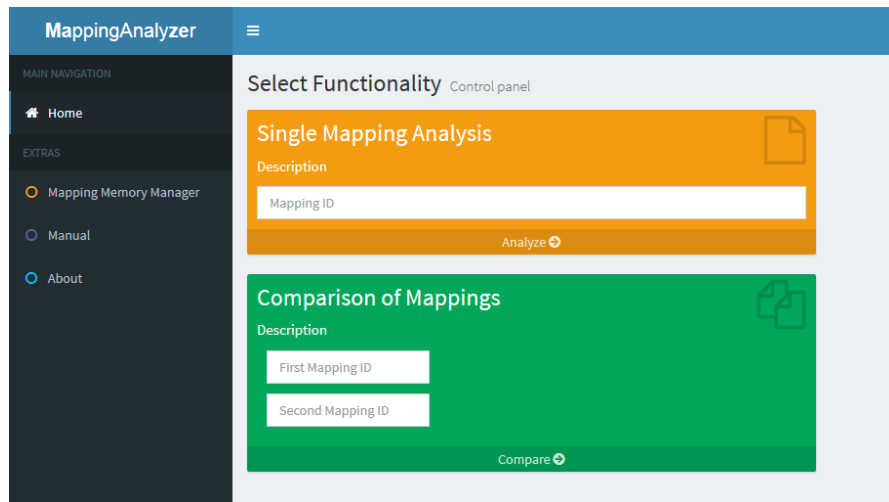 MappingAnalyzer
MAIN NAVIGATION
Home
EXTRAS
Mapping Memory Manager
Manual
About
Select Functionality Control panel
Single Mapping Analysis
Description
Mapping ID
Analyze
Comparison of Mappings
Description
First Mapping ID
Second Mapping ID
Compare